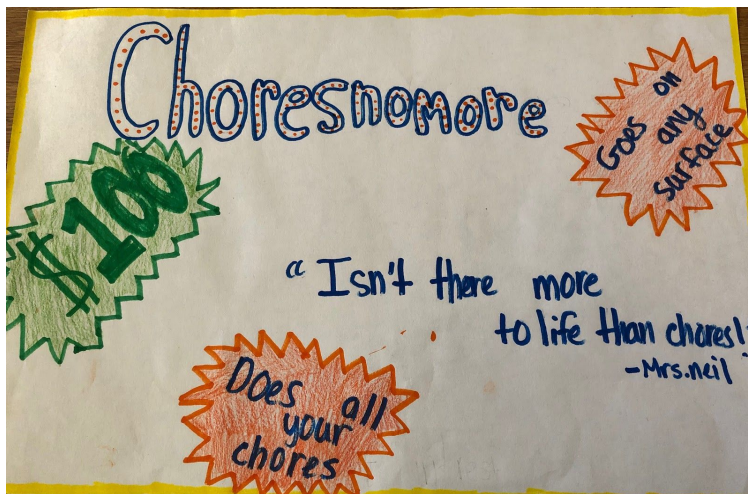 Choresnomore
Goes on
any
surface
$100
" Isn't there more
to life than chores!
-Mrs.neil
Does all
your
chores